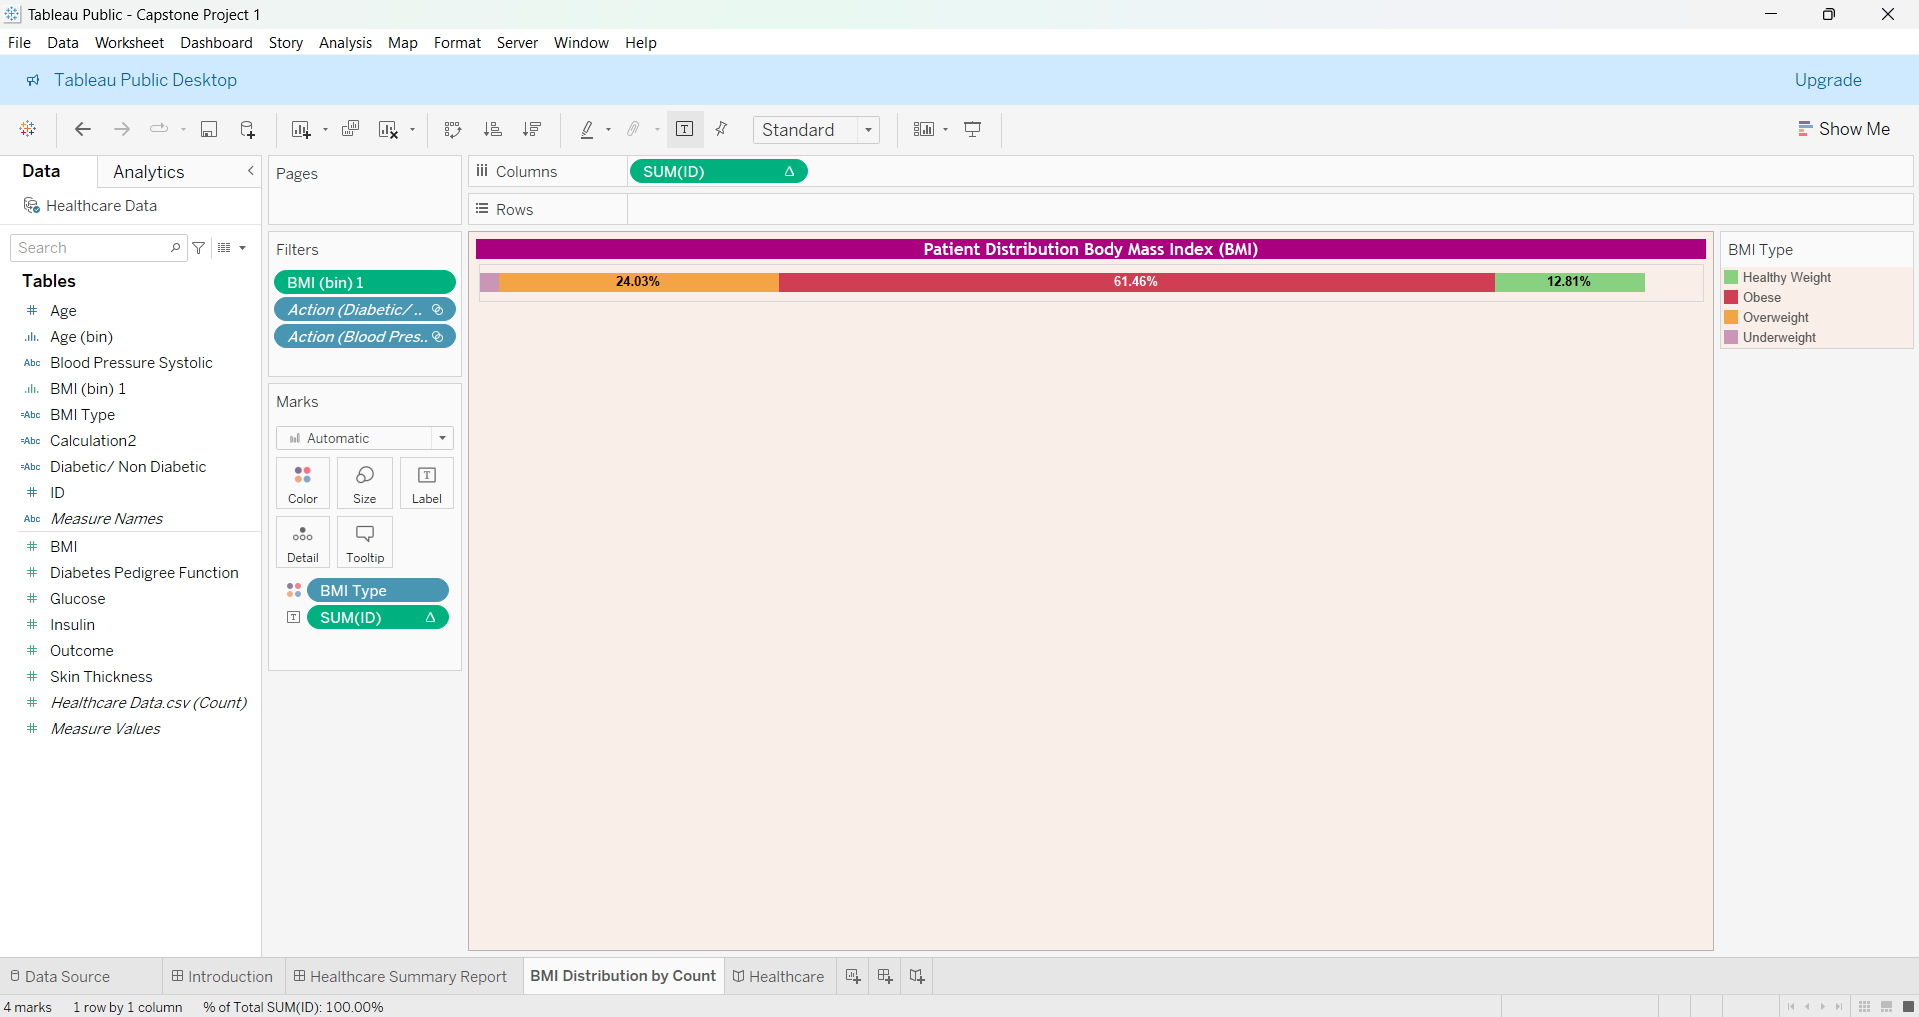 Tableau Public - Capstone Project 1
File Data Worksheet Dashboard Story Analysis Map Format Server Window Help
Tableau Public Desktop
Upgrade
Standard
Show Me
Data Analytics
Healthcare Data
Search
Tables
# Age
Age (bin)
Abc Blood Pressure Systolic
BMI (bin) 1
=Abc BMI Type
=Abc Calculation2
=Abc Diabetic/ Non Diabetic
# ID
Abc Measure Names
# BMI
# Diabetes Pedigree Function
# Glucose
# Insulin
# Outcome
# Skin Thickness
# Healthcare Data.csv (Count)
# Measure Values
Pages
Filters
BMI (bin) 1
Action (Diabetic/ ..
Action (Blood Pres..
Marks
Automatic
Color Size T Label
Detail Tooltip
BMI Type
T SUM(ID) Δ
Columns SUM(ID) Δ
Rows
Patient Distribution Body Mass Index (BMI)
24.03% 61.46% 12.81%
BMI Type
Healthy Weight
Obese
Overweight
Underweight
Data Source Introduction Healthcare Summary Report BMI Distribution by Count Healthcare
4 marks 1 row by 1 column % of Total SUM(ID): 100.00%